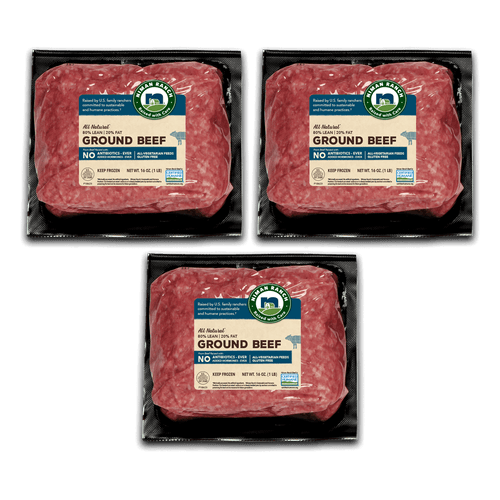 NIMAN RANCH
Raised with Care
Raised by U.S. family ranchers
committed to sustainable
and humane practices.*
All Natural*
80% LEAN | 20% FAT
GROUND BEEF
NO ANTIBIOTICS - EVER
ADDED HORMONES - EVER
ALL-VEGETARIAN FEEDS
GLUTEN FREE
KEEP FROZEN
NET WT. 16 OZ. (1 LB)
NIMAN RANCH
Raised with Care
Raised by U.S. family ranchers
committed to sustainable
and humane practices.*
All Natural*
80% LEAN | 20% FAT
GROUND BEEF
NO ANTIBIOTICS - EVER
ADDED HORMONES - EVER
ALL-VEGETARIAN FEEDS
GLUTEN FREE
KEEP FROZEN
NET WT. 16 OZ. (1 LB)
NIMAN RANCH
Raised with Care
Raised by U.S. family ranchers
committed to sustainable
and humane practices.*
All Natural*
80% LEAN | 20% FAT
GROUND BEEF
NO ANTIBIOTICS - EVER
ADDED HORMONES - EVER
ALL-VEGETARIAN FEEDS
GLUTEN FREE
KEEP FROZEN
NET WT. 16 OZ. (1 LB)